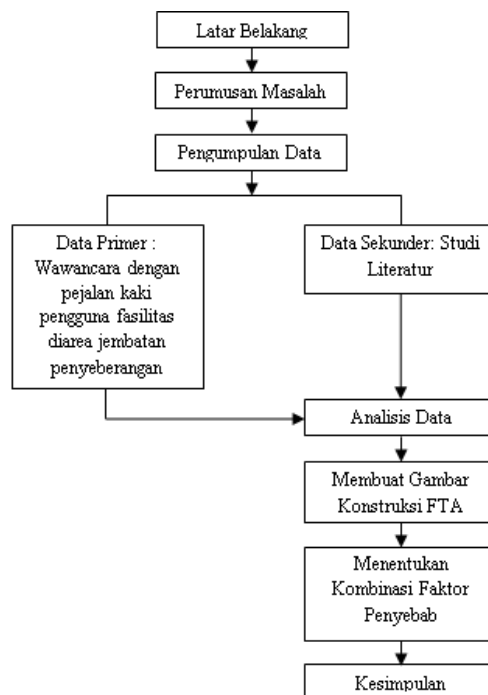 Latar Belakang
Perumusan Masalah
Pengumpulan Data
Data Primer :
Wawancara dengan
pejalan kaki
pengguna fasilitas
diarea jembatan
penyeberangan
Data Sekunder: Studi
Literatur
Analisis Data
Membuat Gambar
Konstruksi FTA
Menentukan
Kombinasi Faktor
Penyebab
Kesimpulan